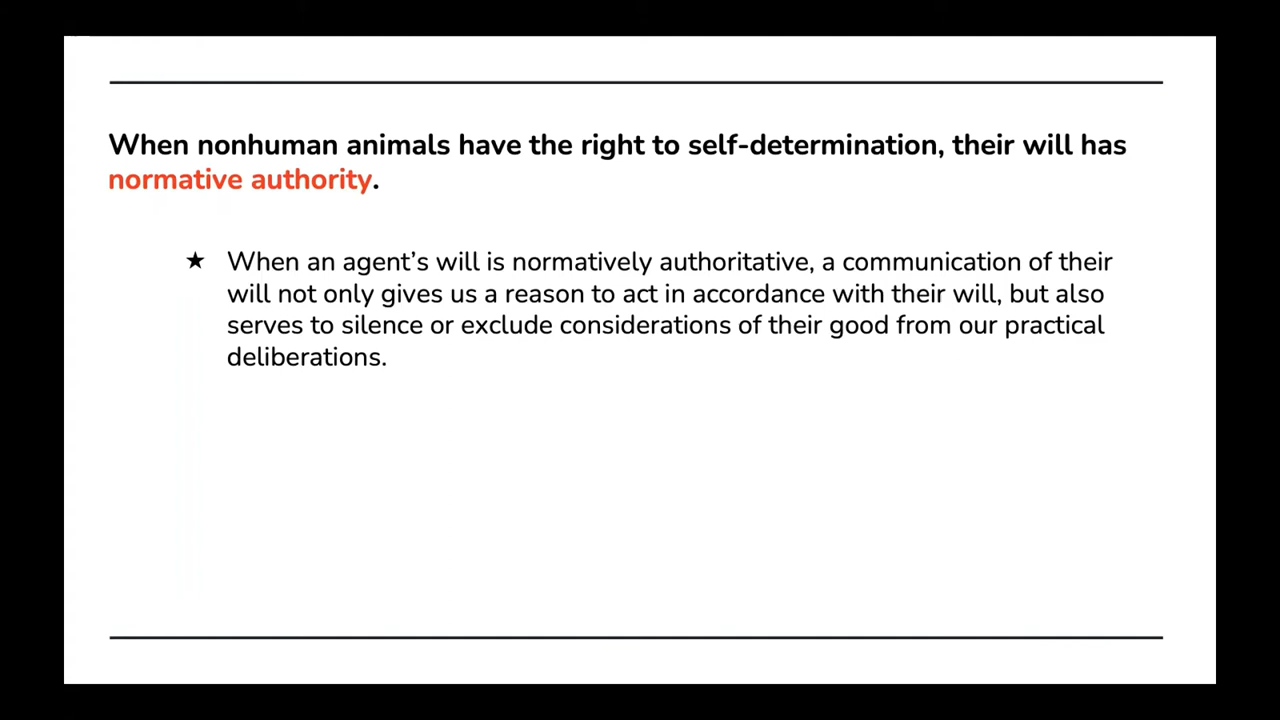 When nonhuman animals have the right to self-determination, their will has
normative authority.
★ When an agent’s will is normatively authoritative, a communication of their
will not only gives us a reason to act in accordance with their will, but also
serves to silence or exclude considerations of their good from our practical
deliberations.